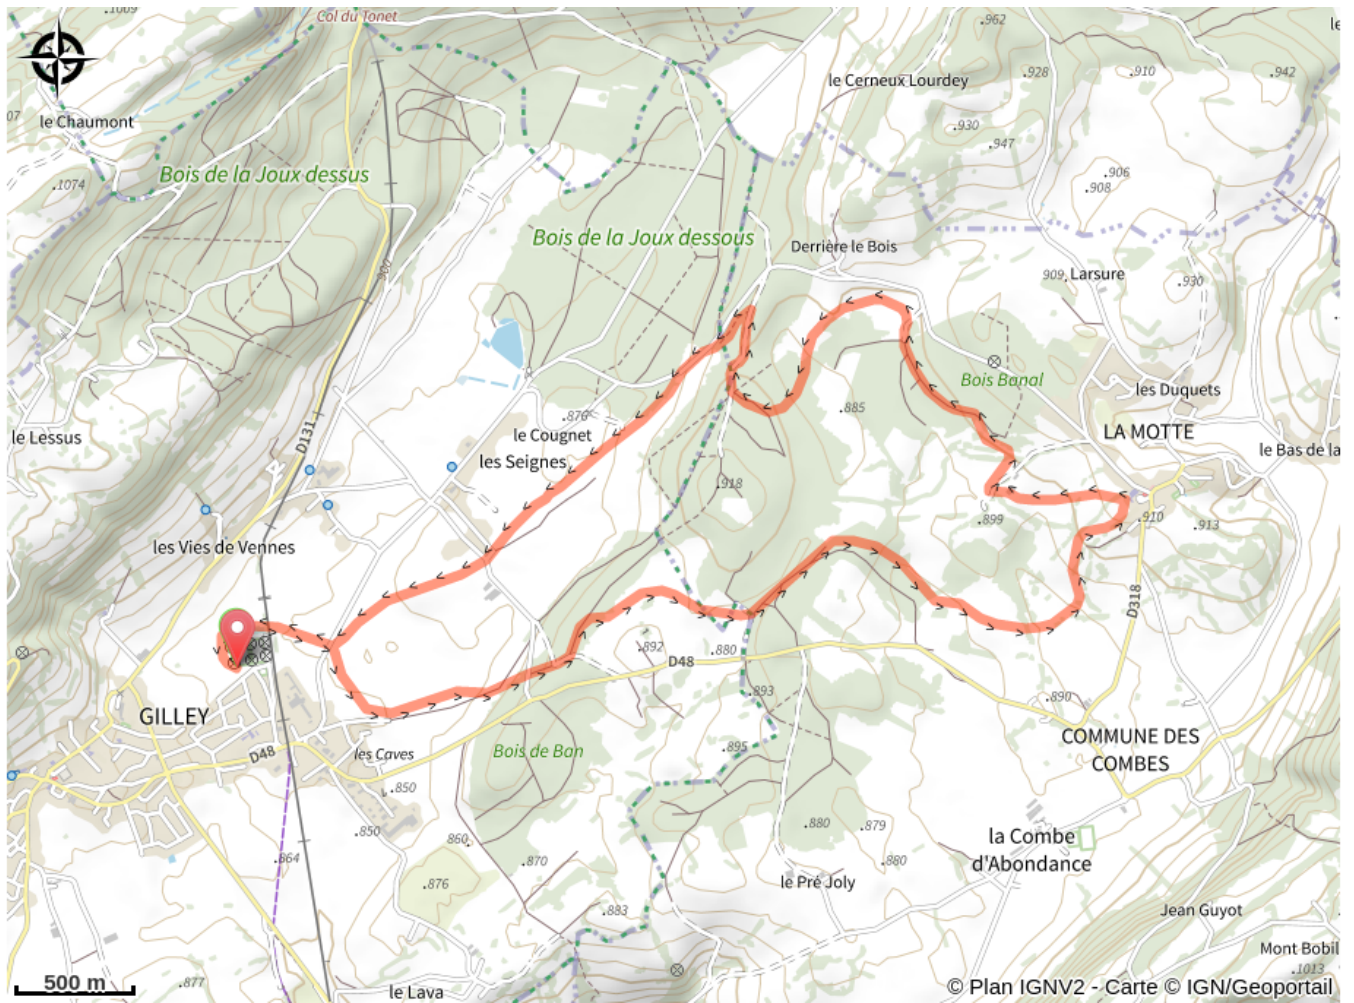 .1009
Col du Tonet
.962
le
le Cerneux Lourdey
.928
.910
.942
07
le Chaumont
.930
.947
Bois de la Joux dessus
.1074
.906
.908
Bois de la Joux dessous
Derrière le Bois
900
909
Larsure
.930
Bois Banal
les Duquets
.885
.876
le Lessus
D131
le Cougnet
LA MOTTE
les Seignes
le Bas de la
.918
.899
.910
.913
les Vies de Vennes
D318
.892
.880
D48
.893
.890
GILLEY
COMMUNE DES
COMBES
D48
les Caves
Bois de Ban
.895
.850
.850
860
.880
.879
la Combe
d'Abondance
.864
.870
.880
.876
le Pré Joly
.883
Jean Guyot
Mont Bobil
.1013
.877
500 m
le Lava
© Plan IGNV2 - Carte © IGN/Geoportail